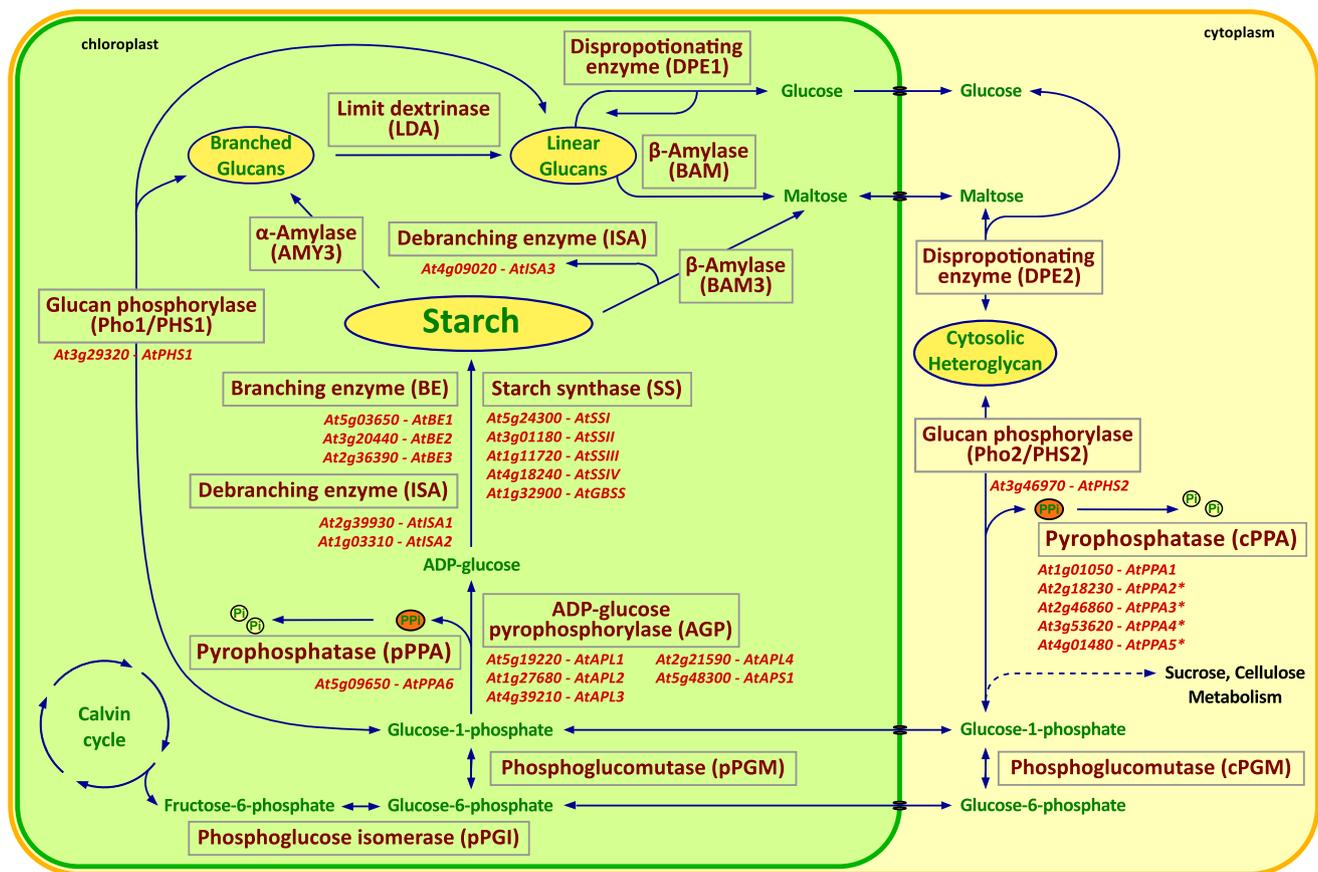 chloroplast
cytoplasm
Dispropotionating
enzyme (DPE1)
Glucose
Glucose
Limit dextrinase
(LDA)
Branched
Glucans
Linear
Glucans
β-Amylase
(BAM)
Maltose
Maltose
α-Amylase
(AMY3)
Debranching enzyme (ISA)
At4g09020 - AtISA3
β-Amylase
(BAM3)
Dispropotionating
enzyme (DPE2)
Glucan phosphorylase
(Pho1/PHS1)
At3g29320 - AtPHS1
Starch
Cytosolic
Heteroglycan
Branching enzyme (BE)
At5g03650 - AtBE1
At3g20440 - AtBE2
At2g36390 - AtBE3
Starch synthase (SS)
At5g24300 - AtSSI
At3g01180 - AtSSII
At1g11720 - AtSSIII
At4g18240 - AtSSIV
At1g32900 - AtGBSS
Debranching enzyme (ISA)
At2g39930 - AtISA1
At1g03310 - AtISA2
Glucan phosphorylase
(Pho2/PHS2)
At3g46970 - AtPHS2
PPi
Pi
Pi
Pyrophosphatase (cPPA)
At1g01050 - AtPPA1
At2g18230 - AtPPA2*
At2g46860 - AtPPA3*
At3g53620 - AtPPA4*
At4g01480 - AtPPA5*
ADP-glucose
Pi
Pi
PPi
Pyrophosphatase (pPPA)
At5g09650 - AtPPA6
ADP-glucose
pyrophosphorylase (AGP)
At5g19220 - AtAPL1
At2g21590 - AtAPL4
At1g27680 - AtAPL2
At5g48300 - AtAPS1
At4g39210 - AtAPL3
Sucrose, Cellulose
Metabolism
Calvin
cycle
Glucose-1-phosphate
Glucose-1-phosphate
Phosphoglucomutase (pPGM)
Phosphoglucomutase (cPGM)
Fructose-6-phosphate
Glucose-6-phosphate
Glucose-6-phosphate
Phosphoglucose isomerase (pPGI)